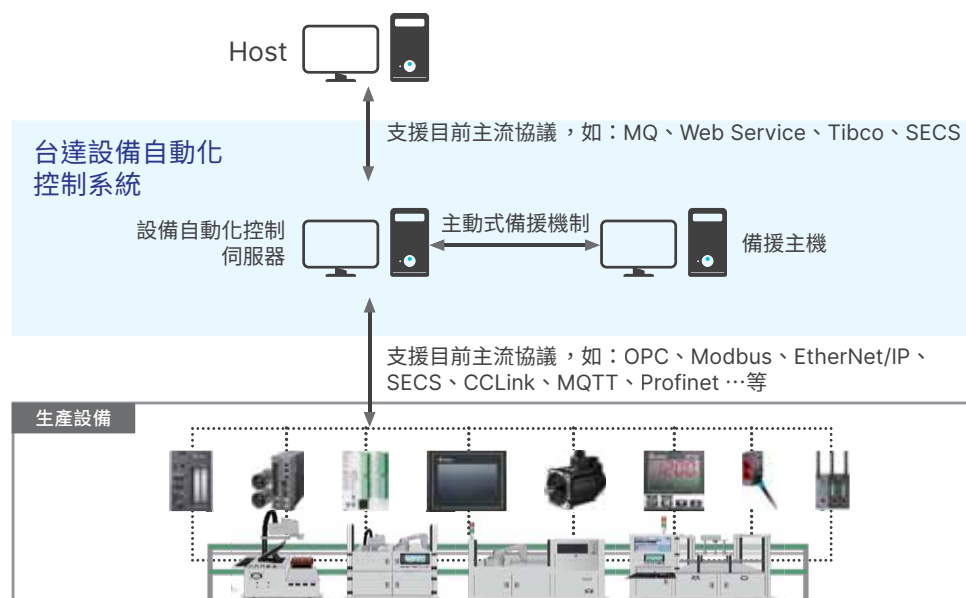 Host
支援目前主流協議，如：MQ、Web Service、Tibco、SECS
台達設備自動化
控制系統
設備自動化控制
伺服器
主動式備援機制
備援主機
支援目前主流協議，如：OPC、Modbus、EtherNet/IP、
SECS、CCLink、MQTT、Profinet …等
生產設備
1200